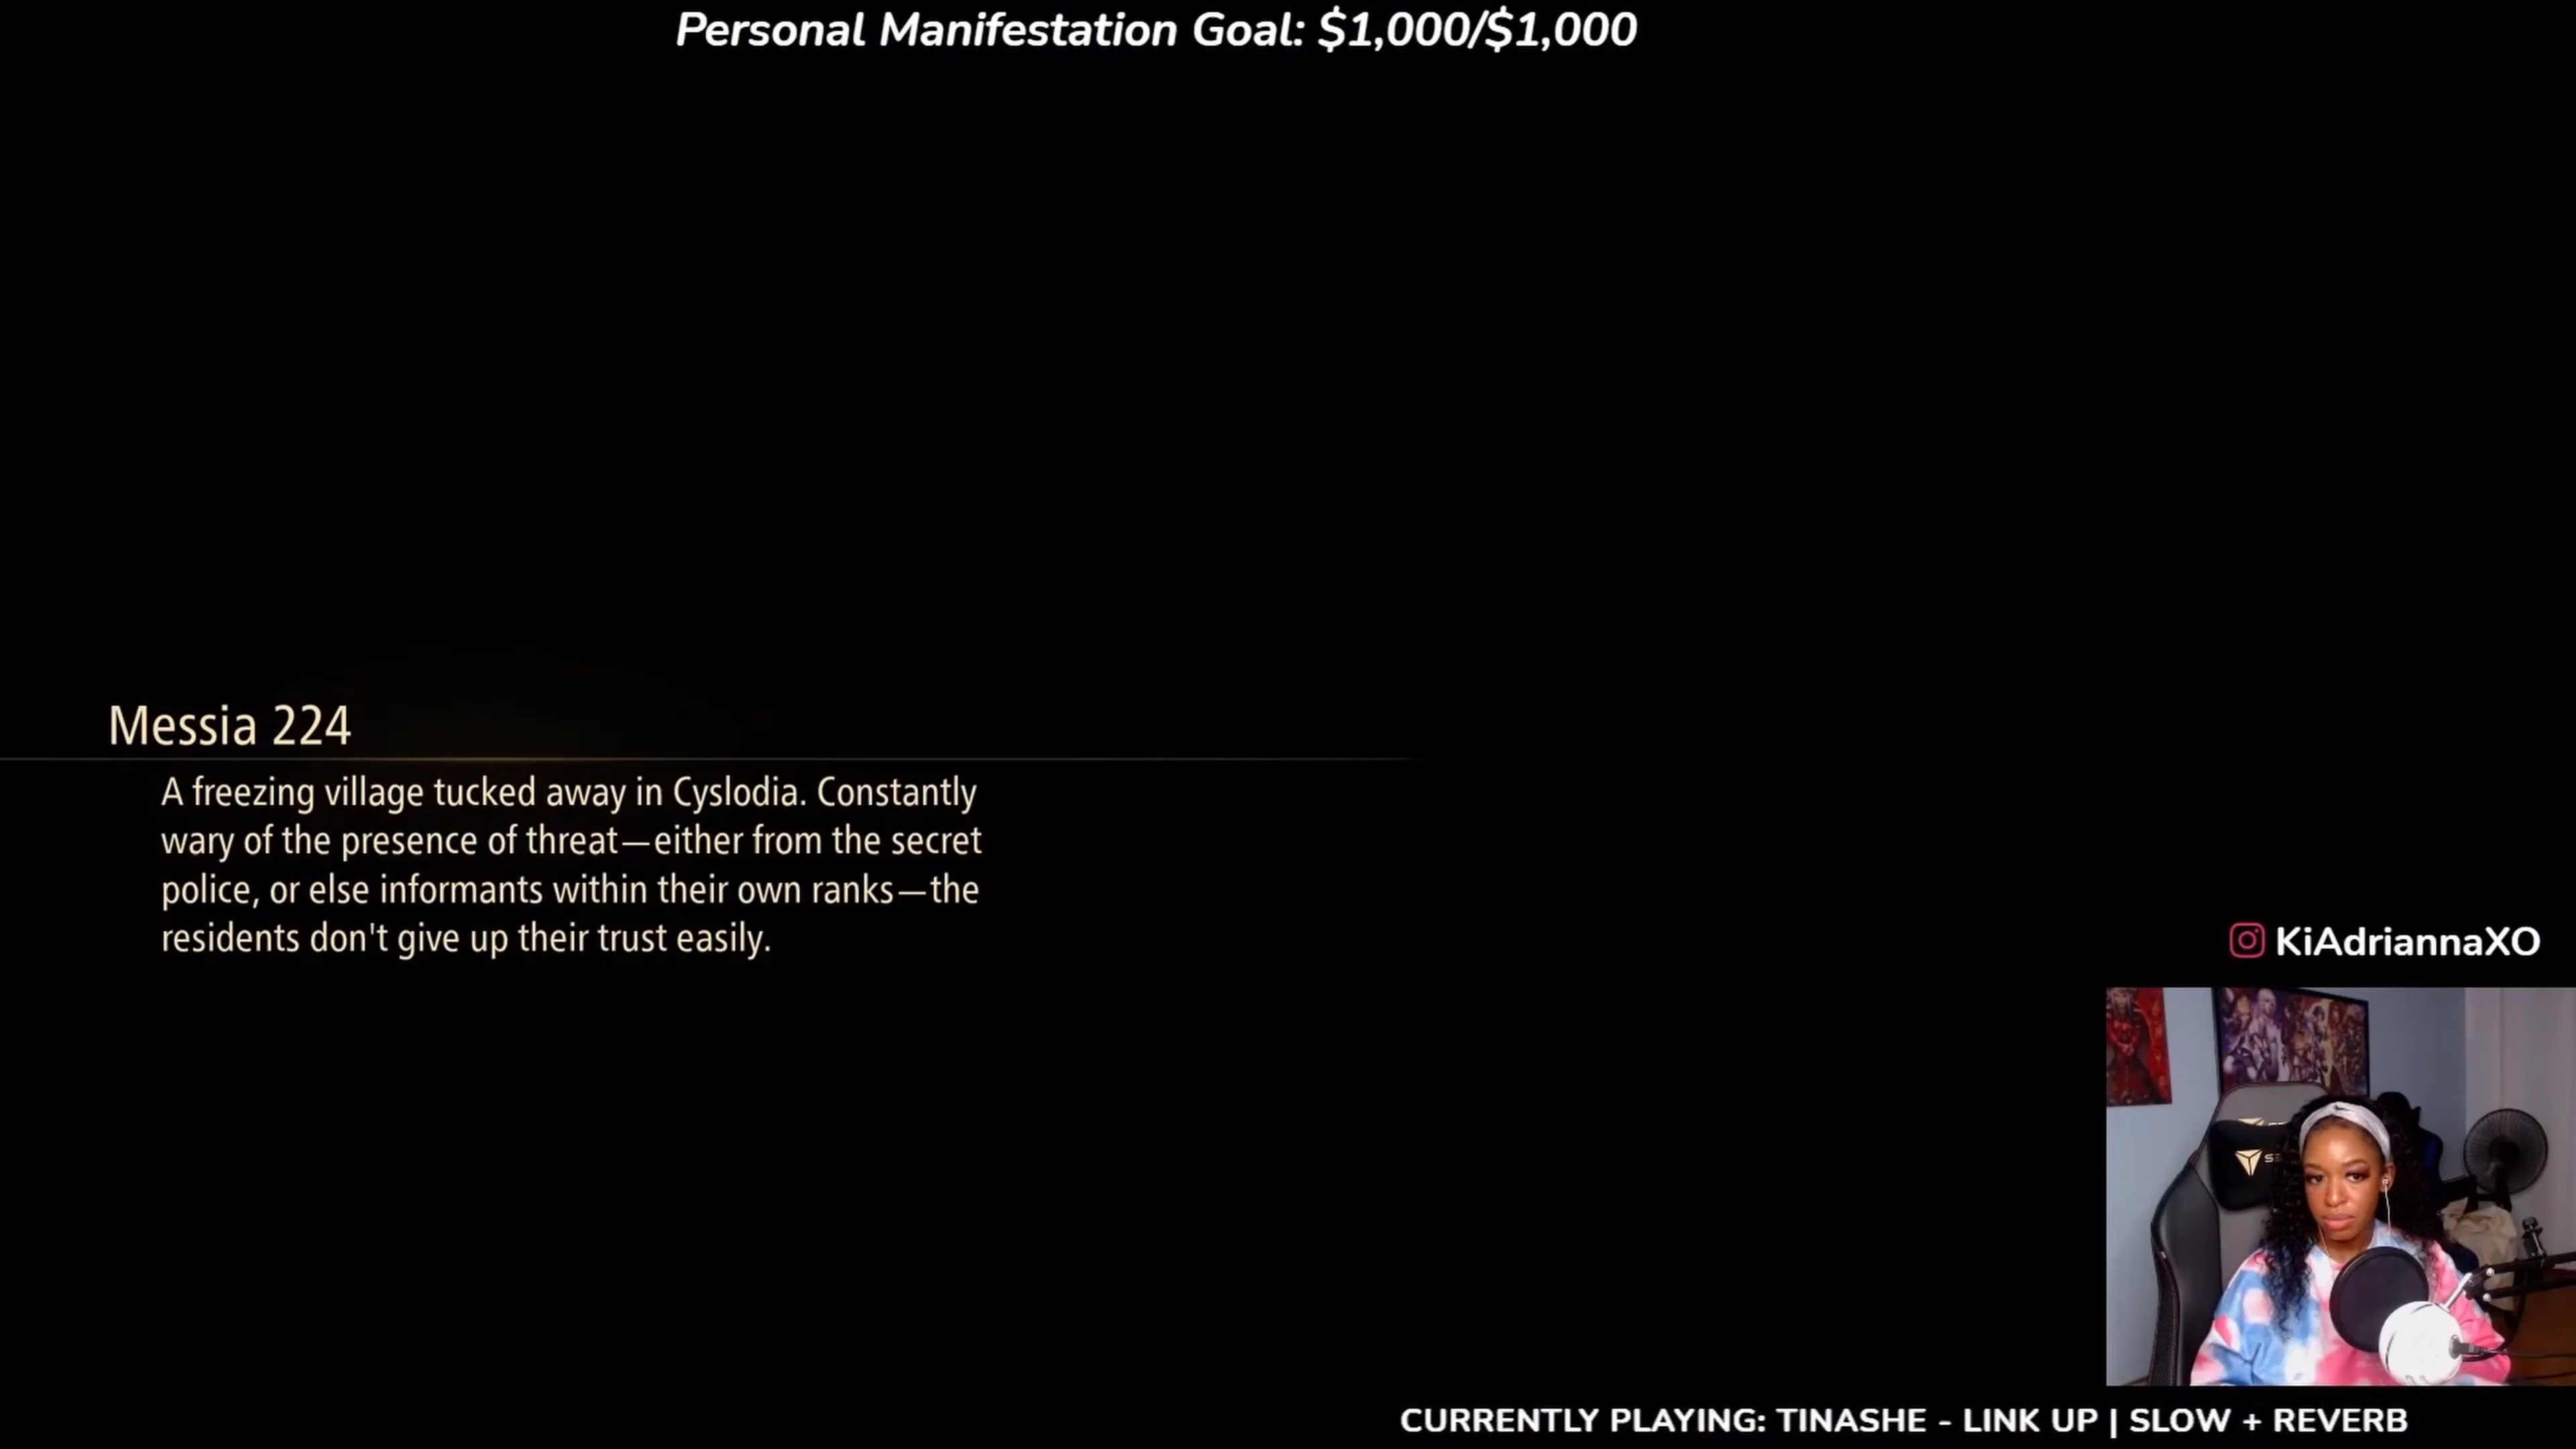 Personal Manifestation Goal: $1,000/$1,000
Messia 224
A freezing village tucked away in Cyslodia. Constantly
wary of the presence of threat—either from the secret
police, or else informants within their own ranks—the
residents don't give up their trust easily.
KiAdriannaXO
CURRENTLY PLAYING: TINASHE - LINK UP | SLOW + REVERB